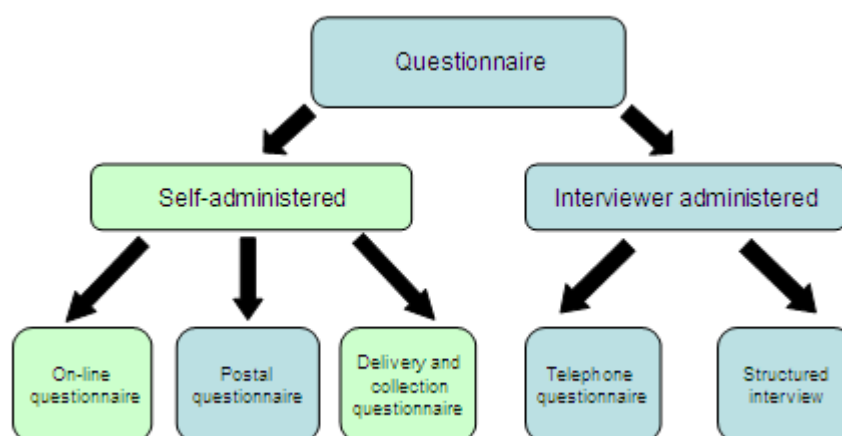 Questionnaire
Self-administered
Interviewer administered
On-line
questionnaire
Postal
questionnaire
Delivery and
collection
questionnaire
Telephone
questionnaire
Structured
interview